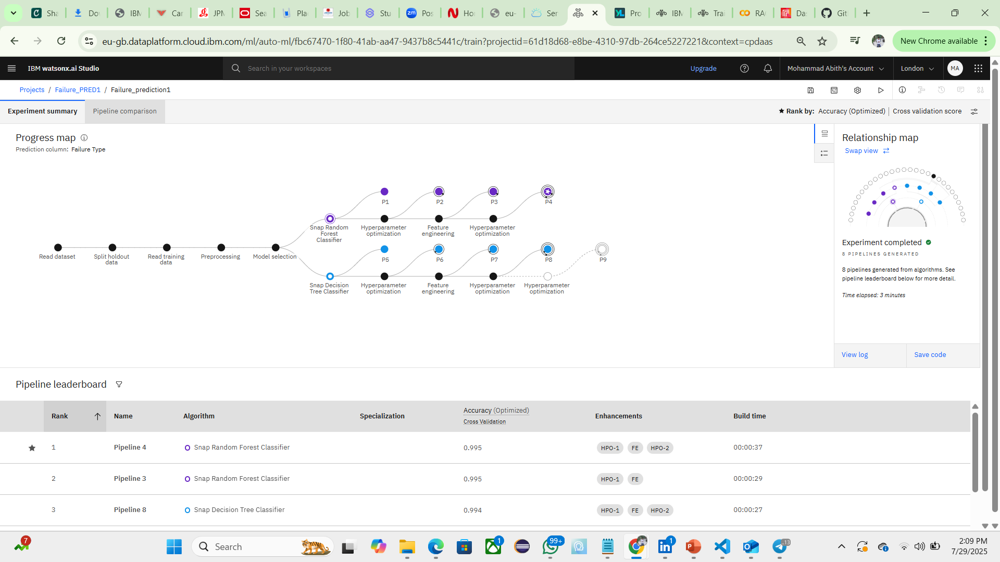 Sha
Dov
IBM
Car
JPM
Sea
Pla
Job
Stu
Pos
Hor
eu-
Ser
Pro
IBM
Trai
RAG
Das
Git
eu-gb.dataplatform.cloud.ibm.com/ml/auto-ml/fbc67470-1f80-41ab-aa47-9437b8c5441c/train?projectid=61d18d68-e8be-4310-97db-264ce5227221&context=cpdaas
New Chrome available
IBM watsonx.ai Studio
Search in your workspaces
Upgrade
Mohammad Abith's Account
London
MA
Projects / Failure_PRED1 / Failure_prediction1
Experiment summary
Pipeline comparison
Rank by: Accuracy (Optimized) | Cross validation score
Progress map
Prediction column: Failure Type
P1
P2
P3
P4
Snap Random
Forest
Classifier
Hyperparameter
optimization
Feature
engineering
Hyperparameter
optimization
Read dataset
Split holdout
data
Read training
data
Preprocessing
Model selection
P5
P6
P7
P8
P9
Snap Decision
Tree Classifier
Hyperparameter
optimization
Feature
engineering
Hyperparameter
optimization
Hyperparameter
optimization
Relationship map
Swap view
Experiment completed
8 PIPELINES GENERATED
8 pipelines generated from algorithms. See
pipeline leaderboard below for more detail.
Time elapsed: 3 minutes
View log
Save code
Pipeline leaderboard
Rank
Name
Algorithm
Specialization
Accuracy (Optimized)
Cross Validation
Enhancements
Build time
1 Pipeline 4 Snap Random Forest Classifier 0.995 HPO-1 FE HPO-2 00:00:37
2 Pipeline 3 Snap Random Forest Classifier 0.995 HPO-1 FE 00:00:29
3 Pipeline 8 Snap Decision Tree Classifier 0.994 HPO-1 FE HPO-2 00:00:27
7
Search
1
99+
1
13
2:09 PM
7/29/2025